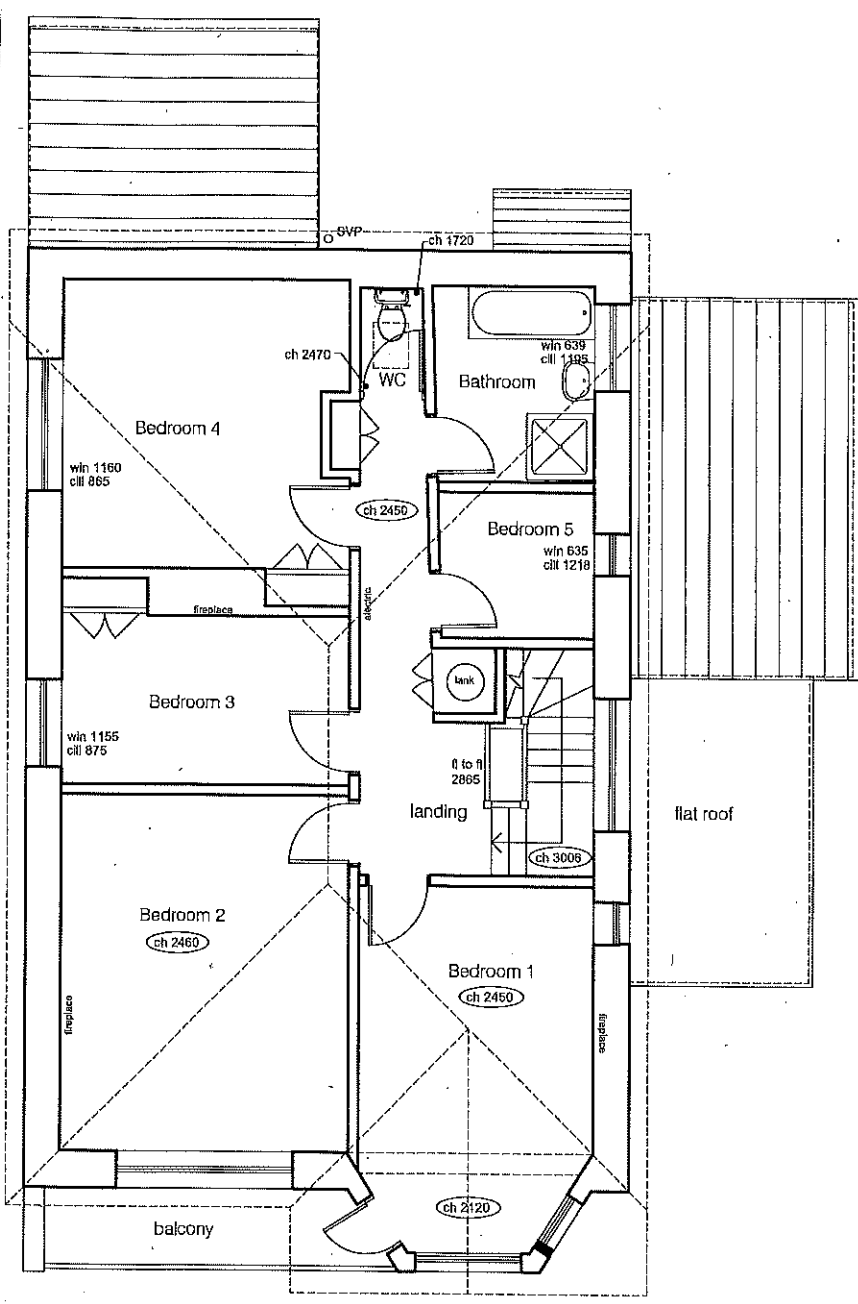 SVP
ch 1720
ch 2470
WC
win 639
cill 1195
Bathroom
Bedroom 4
win 1160
cill 865
ch 2450
Bedroom 5
win 635
cill 1218
fireplace
electric
tank
Bedroom 3
win 1155
cill 875
fl to fl
2865
landing
flat roof
ch 3006
Bedroom 2
ch 2460
Bedroom 1
ch 2450
fireplace
fireplace
ch 2120
balcony